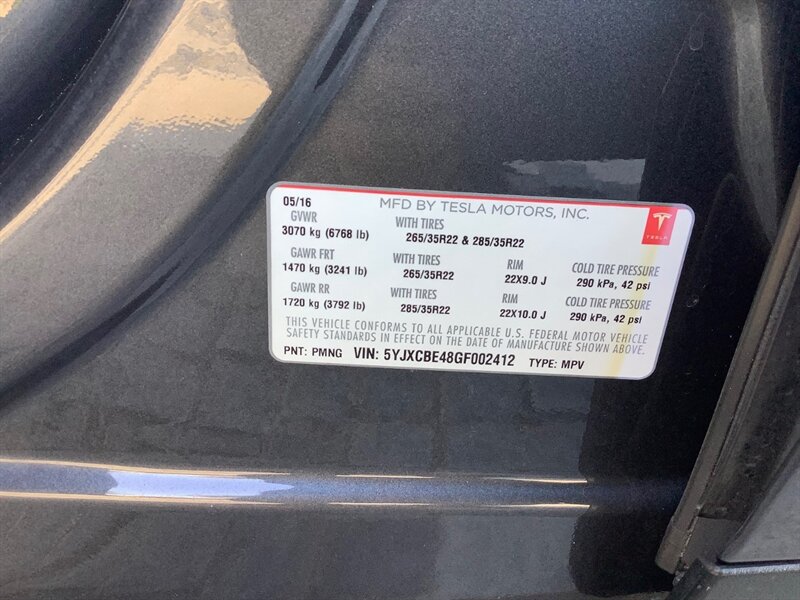 05/16 MFD BY TESLA MOTORS, INC.
GVWR WITH TIRES
3070 kg (6768 lb) 265/35R22 & 285/35R22
TESLA
GAWR FRT WITH TIRES RIM COLD TIRE PRESSURE
1470 kg (3241 lb) 265/35R22 22X9.0 J 290 kPa, 42 psi
GAWR RR WITH TIRES RIM COLD TIRE PRESSURE
1720 kg (3792 lb) 285/35R22 22X10.0 J 290 kPa, 42 psi
THIS VEHICLE CONFORMS TO ALL APPLICABLE U.S. FEDERAL MOTOR VEHICLE
SAFETY STANDARDS IN EFFECT ON THE DATE OF MANUFACTURE SHOWN ABOVE.
PNT: PMNG VIN: 5YJXCBE48GF002412 TYPE: MPV